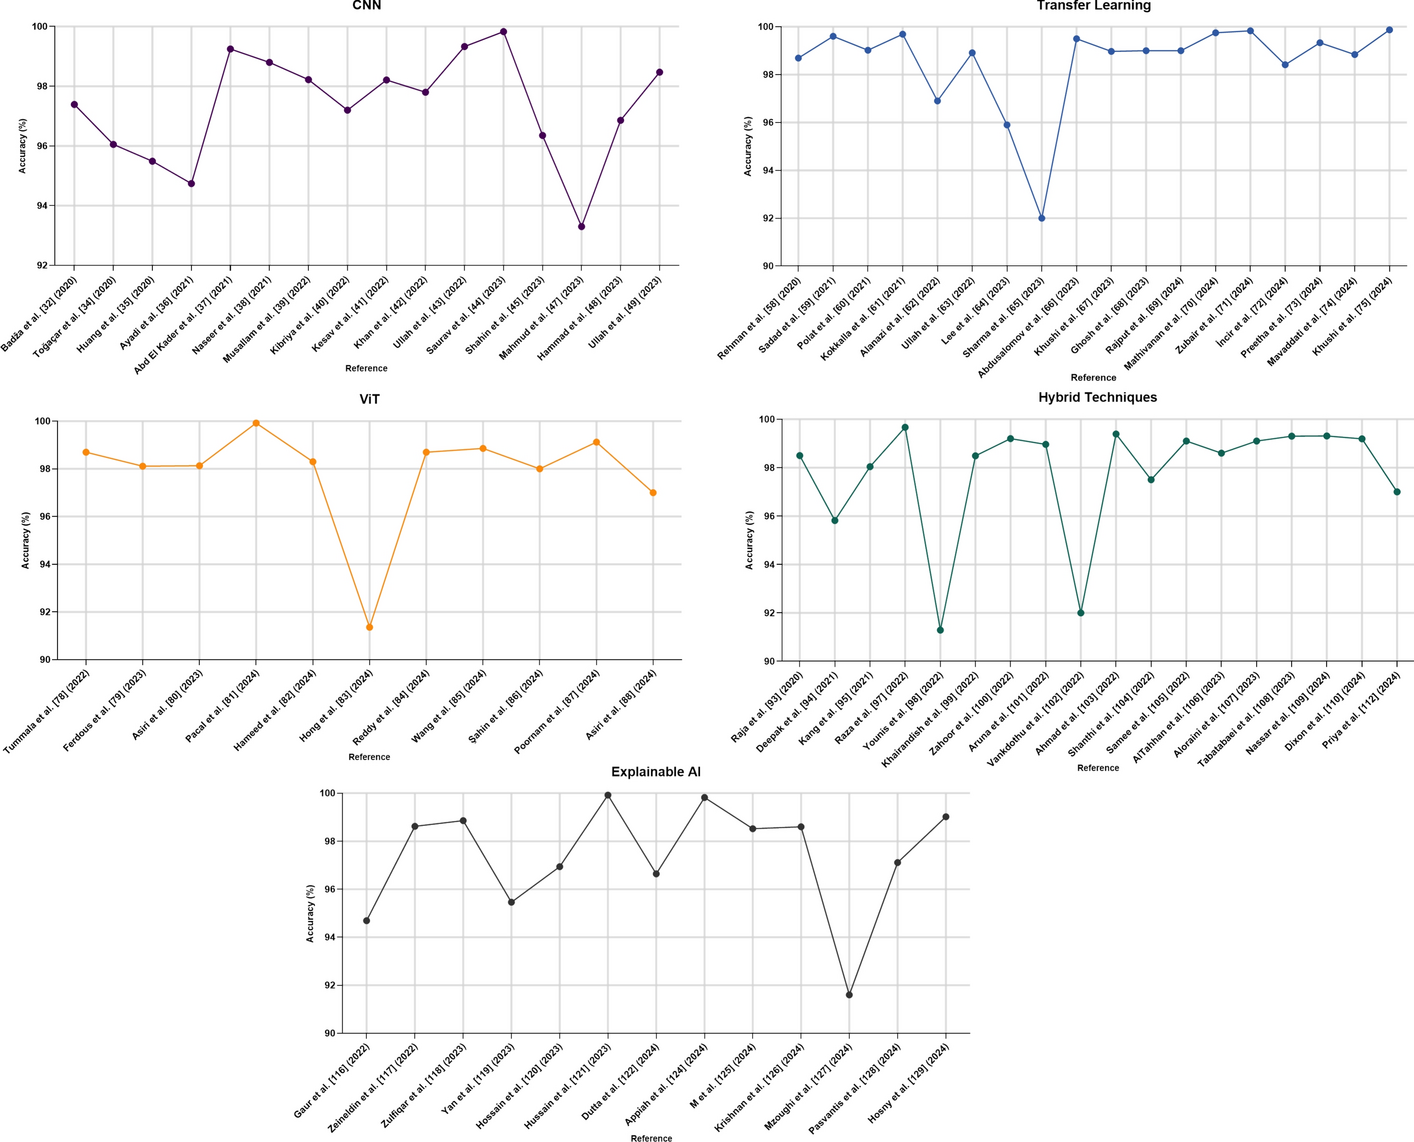 CNN
Accuracy (%)
100
98
96
94
92
Badža et al. [32] (2020)
Toğaçar et al. [34] (2020)
Huang et al. [35] (2020)
Ayadi et al. [36] (2021)
Abd El Kader et al. [37] (2021)
Naseer et al. [38] (2021)
Musallam et al. [39] (2022)
Kibriya et al. [40] (2022)
Kesav et al. [41] (2022)
Khan et al. [42] (2022)
Ullah et al. [43] (2022)
Saurav et al. [44] (2023)
Shahin et al. [45] (2023)
Mahmud et al. [47] (2023)
Hammad et al. [48] (2023)
Ullah et al. [49] (2023)
Reference
Transfer Learning
Accuracy (%)
100
98
96
94
92
90
Rehman et al. [58] (2020)
Sadad et al. [59] (2021)
Polat et al. [60] (2021)
Kokkalla et al. [61] (2021)
Alanazi et al. [62] (2022)
Ullah et al. [63] (2022)
Lee et al. [64] (2023)
Sharma et al. [65] (2023)
Abdusalomov et al. [66] (2023)
Khushi et al. [67] (2023)
Ghosh et al. [68] (2023)
Rajput et al. [69] (2024)
Mathivanan et al. [70] (2024)
Zubair et al. [71] (2024)
İncir et al. [72] (2024)
Preetha et al. [73] (2024)
Mavaddati et al. [74] (2024)
Khushi et al. [75] (2024)
Reference
ViT
Accuracy (%)
100
98
96
94
92
90
Tummala et al. [78] (2022)
Ferdous et al. [79] (2023)
Asiri et al. [80] (2023)
Pacal et al. [81] (2024)
Hameed et al. [82] (2024)
Hong et al. [83] (2024)
Reddy et al. [84] (2024)
Wang et al. [85] (2024)
Şahin et al. [86] (2024)
Poornam et al. [87] (2024)
Asiri et al. [88] (2024)
Reference
Hybrid Techniques
Accuracy (%)
100
98
96
94
92
90
Raja et al. [93] (2020)
Deepak et al. [94] (2021)
Kang et al. [95] (2021)
Raza et al. [97] (2022)
Younis et al. [98] (2022)
Khairandish et al. [99] (2022)
Zahoor et al. [100] (2022)
Aruna et al. [101] (2022)
Vankdothu et al. [102] (2022)
Ahmad et al. [103] (2022)
Shanthi et al. [104] (2022)
Samee et al. [105] (2022)
AlTahhan et al. [106] (2023)
Aloraini et al. [107] (2023)
Tabatabaei et al. [108] (2023)
Nassar et al. [109] (2024)
Dixon et al. [110] (2024)
Priya et al. [112] (2024)
Reference
Explainable AI
Accuracy (%)
100
98
96
94
92
90
Gaur et al. [116] (2022)
Zeineldin et al. [117] (2022)
Zulfiqar et al. [118] (2023)
Yan et al. [119] (2023)
Hossain et al. [120] (2023)
Hussain et al. [121] (2023)
Dutta et al. [122] (2024)
Appiah et al. [124] (2024)
M et al. [125] (2024)
Krishnan et al. [126] (2024)
Mzoughi et al. [127] (2024)
Pasvantis et al. [128] (2024)
Hosny et al. [129] (2024)
Reference